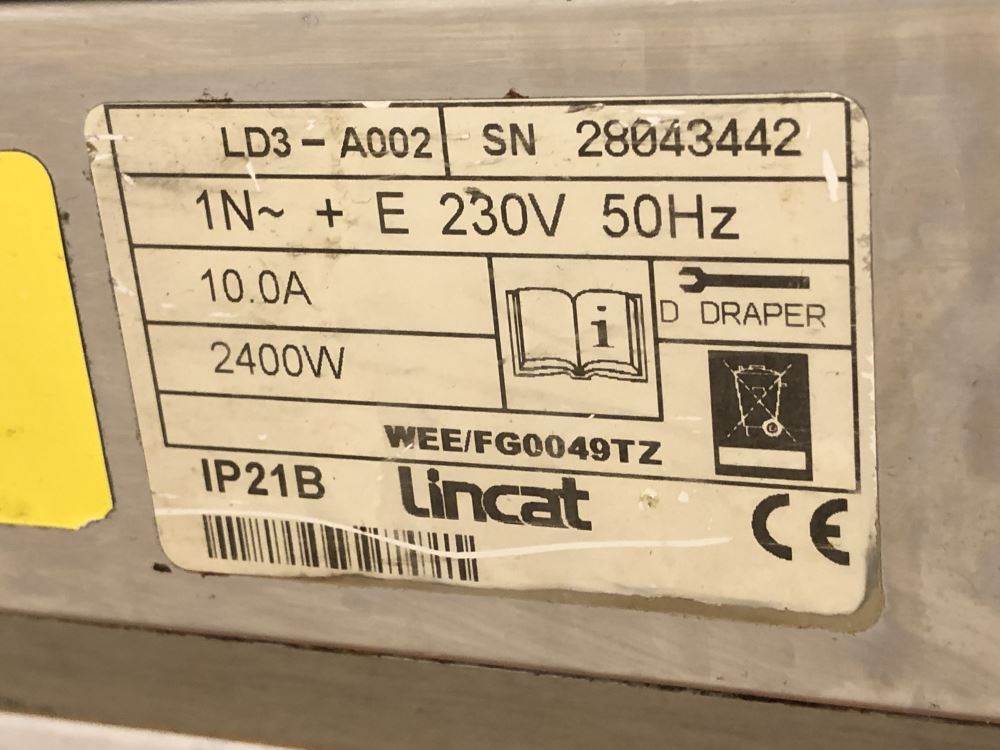 LD3 - A002 SN 28043442
1N~ + E 230V 50Hz
10.0A
i
D DRAPER
2400W
WEE/FG0049TZ
IP21B
Lincat
CE